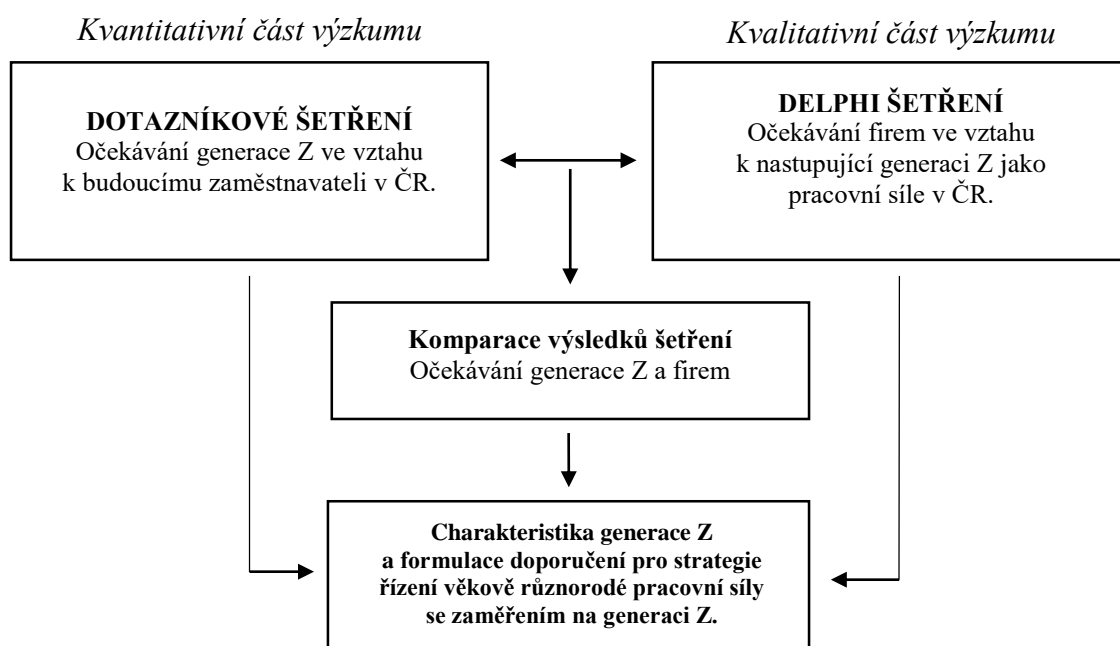 Kvantitativní část výzkumu
Kvalitativní část výzkumu
DOTAZNÍKOVÉ ŠETŘENÍ
Očekávání generace Z ve vztahu
k budoucímu zaměstnavateli v ČR.
DELPHI ŠETŘENÍ
Očekávání firem ve vztahu
k nastupující generaci Z jako
pracovní síle v ČR.
Komparace výsledků šetření
Očekávání generace Z a firem
Charakteristika generace Z
a formulace doporučení pro strategie
řízení věkově různorodé pracovní síly
se zaměřením na generaci Z.